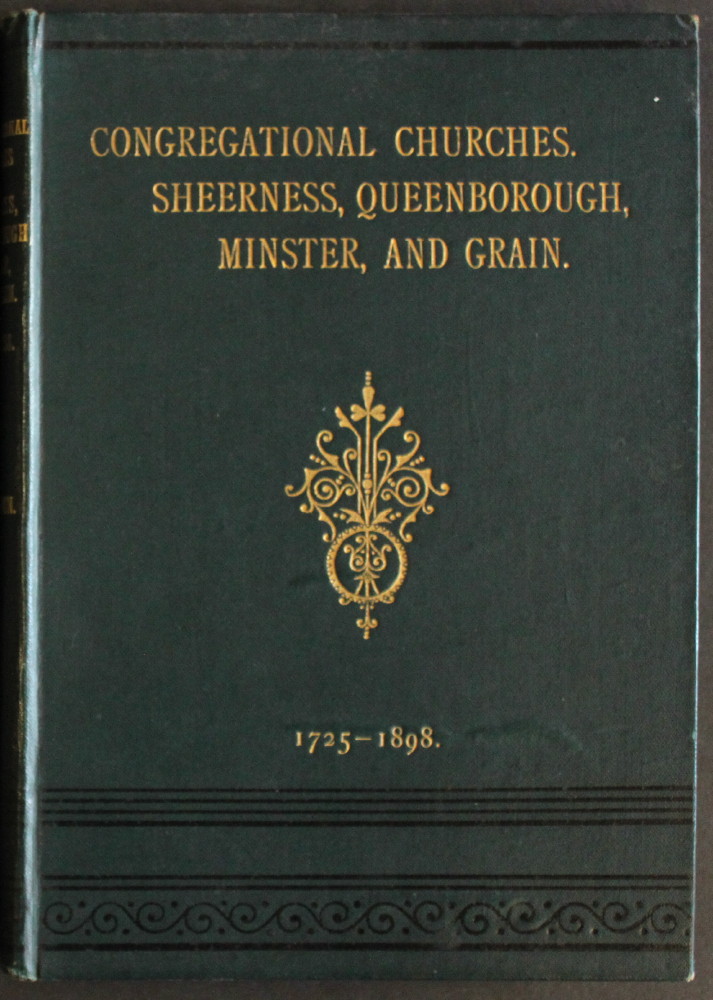 CONGREGATIONAL CHURCHES.
SHEERNESS, QUEENBOROUGH,
MINSTER, AND GRAIN.
1725–1898.